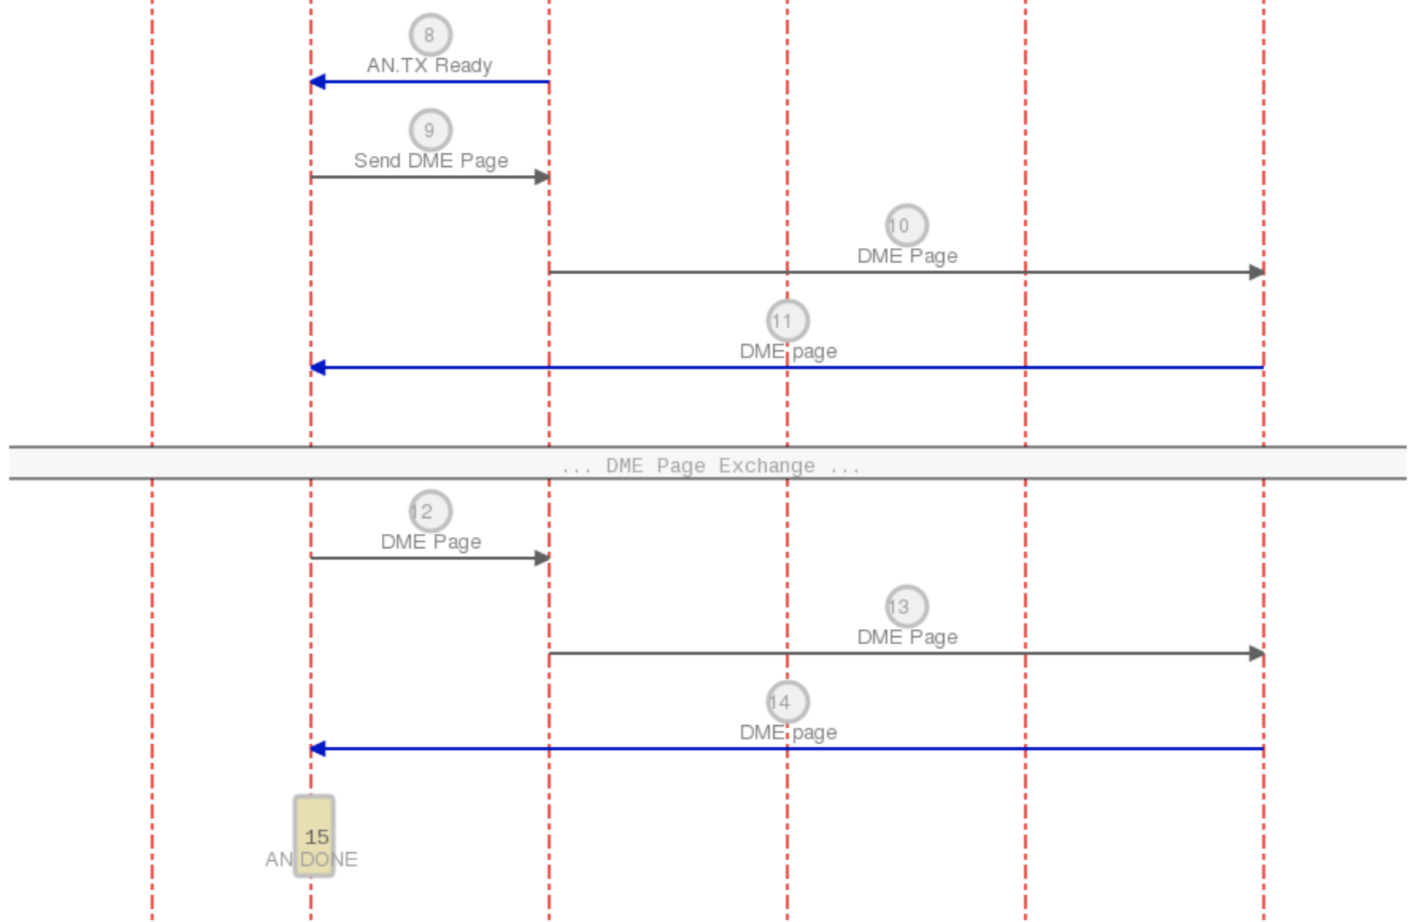 8
AN.TX Ready
9
Send DME Page
10
DME Page
11
DME page
... DME Page Exchange ...
12
DME Page
13
DME Page
14
DME page
15
AN DONE